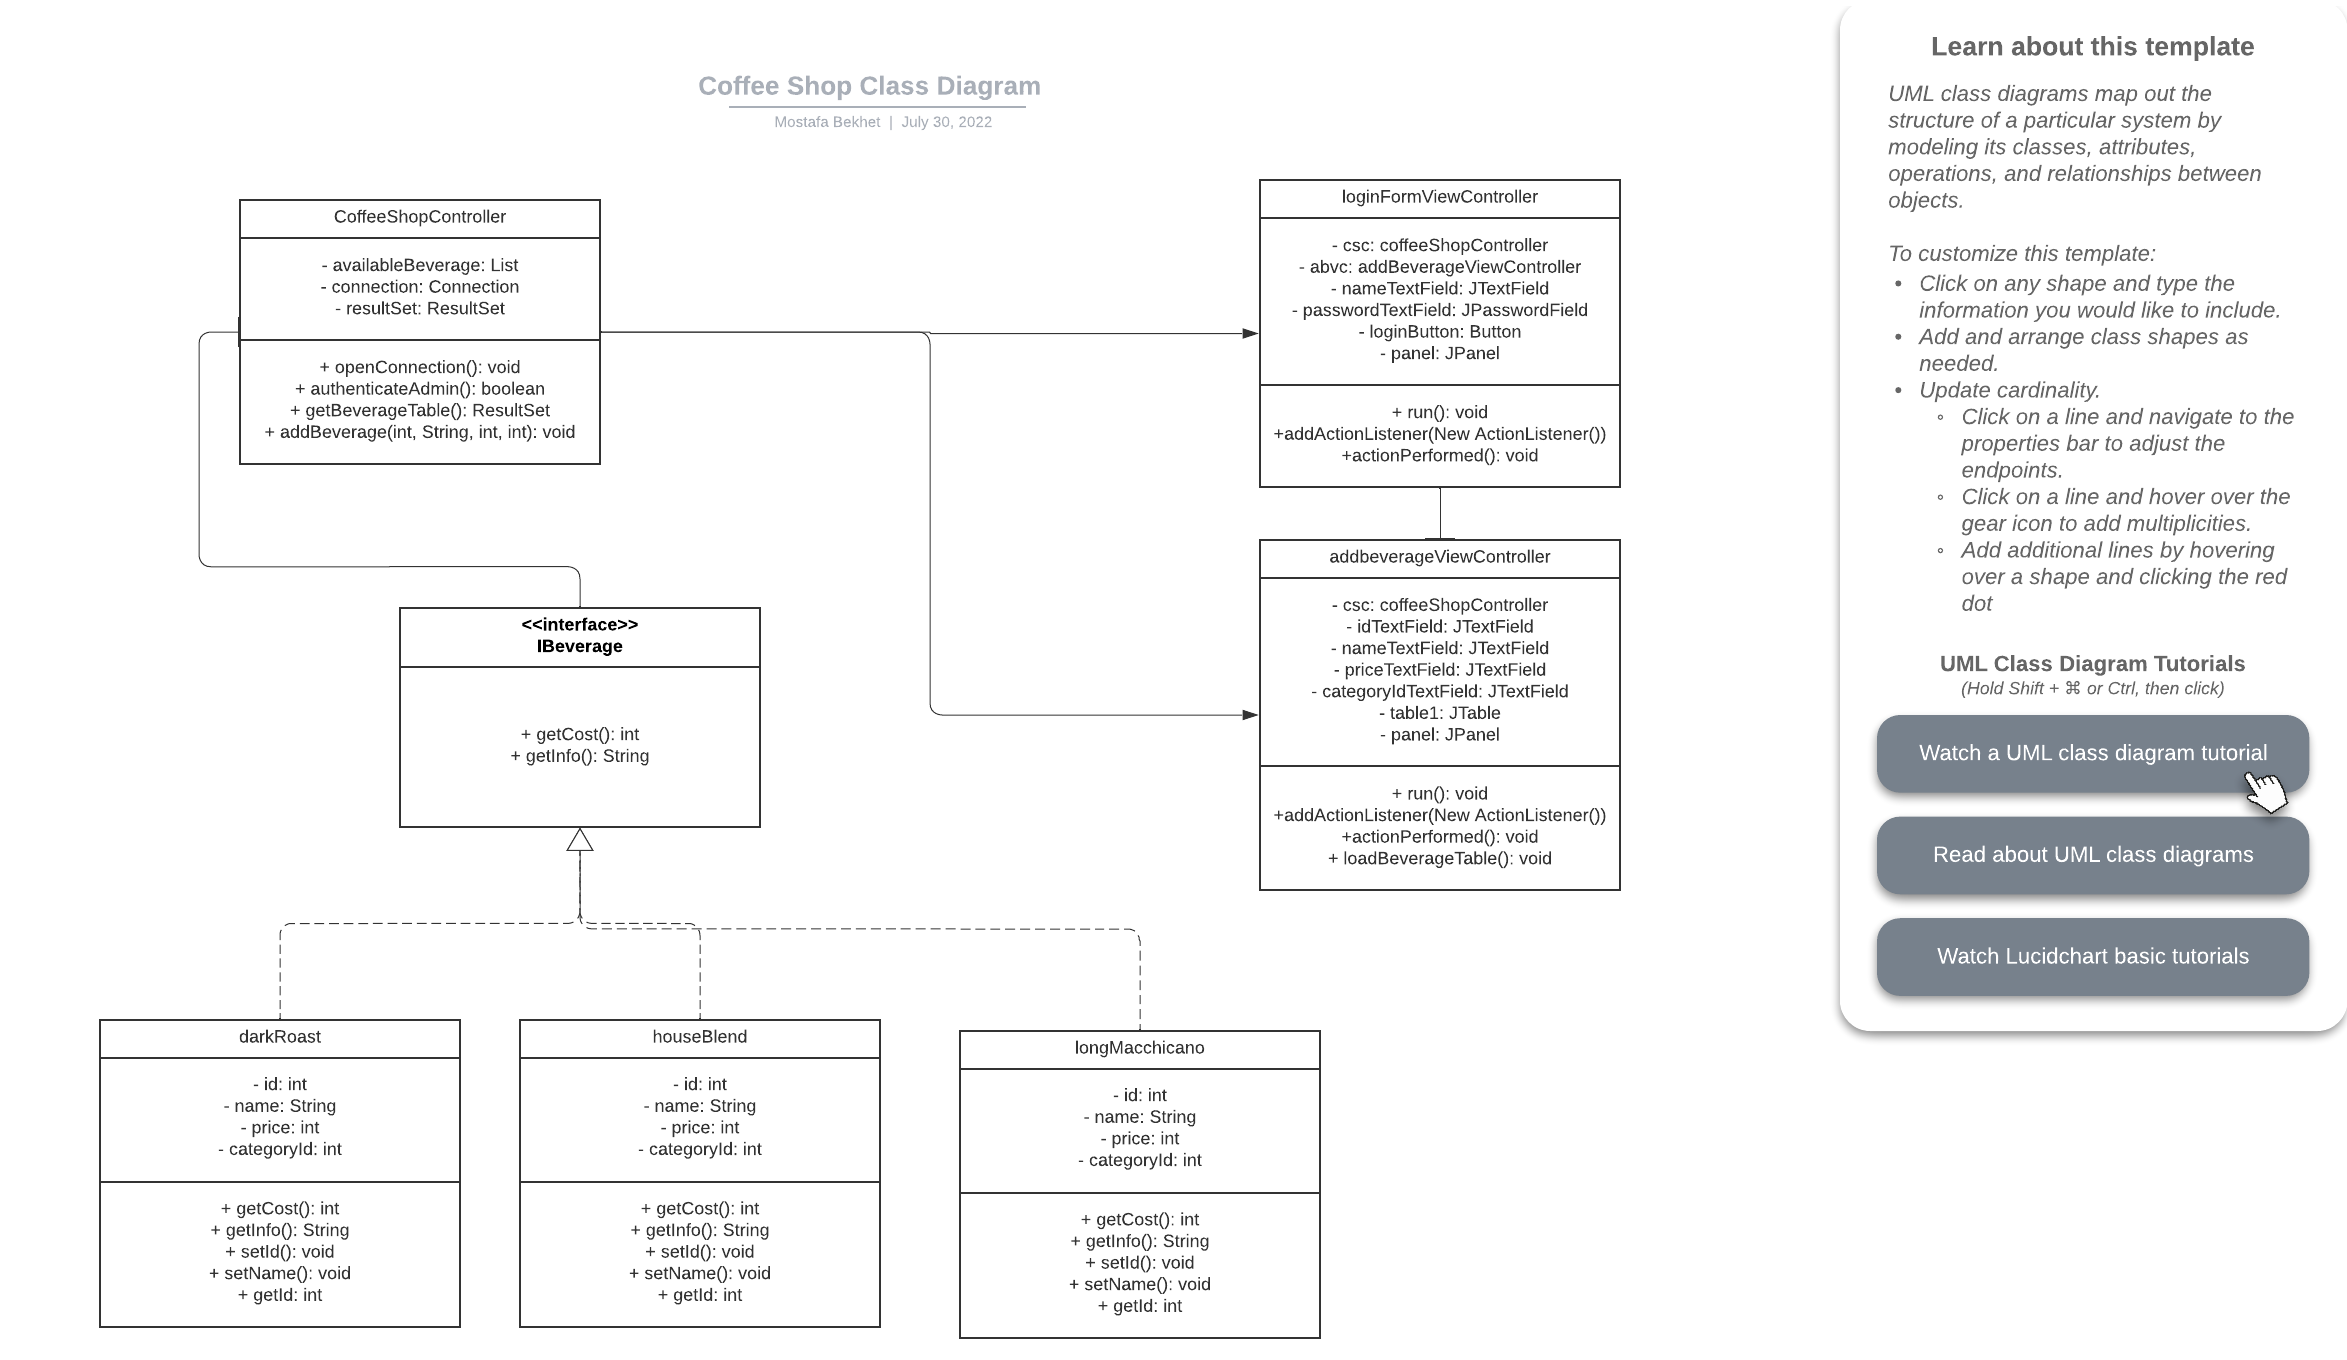 Coffee Shop Class Diagram
Mostafa Bekhet | July 30, 2022
CoffeeShopController
- availableBeverage: List
- connection: Connection
- resultSet: ResultSet
+ openConnection(): void
+ authenticateAdmin(): boolean
+ getBeverageTable(): ResultSet
+ addBeverage(int, String, int, int): void
loginFormViewController
- csc: coffeeShopController
- abvc: addBeverageViewController
- nameTextField: JTextField
- passwordTextField: JPasswordField
- loginButton: Button
- panel: JPanel
+ run(): void
+addActionListener(New ActionListener())
+actionPerformed(): void
<<interface>>
IBeverage
+ getCost(): int
+ getInfo(): String
addbeverageViewController
- csc: coffeeShopController
- idTextField: JTextField
- nameTextField: JTextField
- priceTextField: JTextField
- categoryIdTextField: JTextField
- table1: JTable
- panel: JPanel
+ run(): void
+addActionListener(New ActionListener())
+actionPerformed(): void
+ loadBeverageTable(): void
darkRoast
- id: int
- name: String
- price: int
- categoryId: int
+ getCost(): int
+ getInfo(): String
+ setId(): void
+ setName(): void
+ getId: int
houseBlend
- id: int
- name: String
- price: int
- categoryId: int
+ getCost(): int
+ getInfo(): String
+ setId(): void
+ setName(): void
+ getId: int
longMacchicano
- id: int
- name: String
- price: int
- categoryId: int
+ getCost(): int
+ getInfo(): String
+ setId(): void
+ setName(): void
+ getId: int
Learn about this template
UML class diagrams map out the
structure of a particular system by
modeling its classes, attributes,
operations, and relationships between
objects.
To customize this template:
• Click on any shape and type the
information you would like to include.
• Add and arrange class shapes as
needed.
• Update cardinality.
◦ Click on a line and navigate to the
properties bar to adjust the
endpoints.
◦ Click on a line and hover over the
gear icon to add multiplicities.
◦ Add additional lines by hovering
over a shape and clicking the red
dot
UML Class Diagram Tutorials
(Hold Shift + ⌘ or Ctrl, then click)
Watch a UML class diagram tutorial
Read about UML class diagrams
Watch Lucidchart basic tutorials